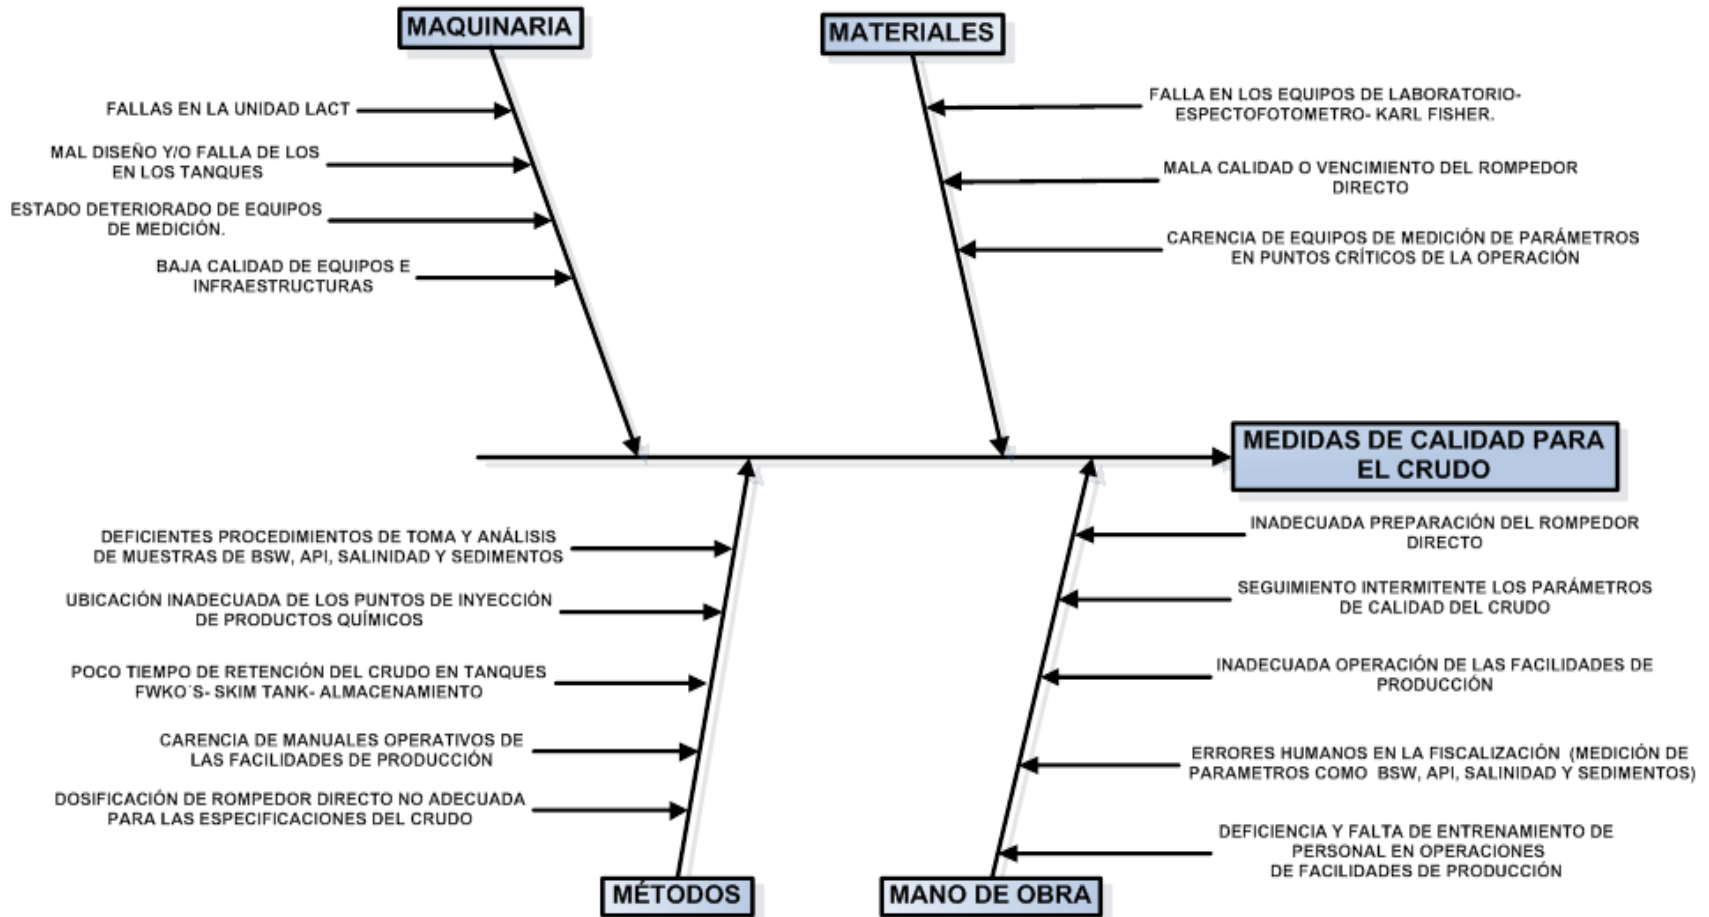 MAQUINARIA
FALLAS EN LA UNIDAD LACT
MAL DISEÑO Y/O FALLA DE LOS
EN LOS TANQUES
ESTADO DETERIORADO DE EQUIPOS
DE MEDICIÓN.
BAJA CALIDAD DE EQUIPOS E
INFRAESTRUCTURAS
MATERIALES
FALLA EN LOS EQUIPOS DE LABORATORIO-
ESPECTOFOTOMETRO- KARL FISHER.
MALA CALIDAD O VENCIMIENTO DEL ROMPEDOR
DIRECTO
CARENCIA DE EQUIPOS DE MEDICIÓN DE PARÁMETROS
EN PUNTOS CRÍTICOS DE LA OPERACIÓN
MEDIDAS DE CALIDAD PARA
EL CRUDO
DEFICIENTES PROCEDIMIENTOS DE TOMA Y ANÁLISIS
DE MUESTRAS DE BSW, API, SALINIDAD Y SEDIMENTOS
UBICACIÓN INADECUADA DE LOS PUNTOS DE INYECCIÓN
DE PRODUCTOS QUÍMICOS
POCO TIEMPO DE RETENCIÓN DEL CRUDO EN TANQUES
FWKO´S- SKIM TANK- ALMACENAMIENTO
CARENCIA DE MANUALES OPERATIVOS DE
LAS FACILIDADES DE PRODUCCIÓN
DOSIFICACIÓN DE ROMPEDOR DIRECTO NO ADECUADA
PARA LAS ESPECIFICACIONES DEL CRUDO
MÉTODOS
INADECUADA PREPARACIÓN DEL ROMPEDOR
DIRECTO
SEGUIMIENTO INTERMITENTE LOS PARÁMETROS
DE CALIDAD DEL CRUDO
INADECUADA OPERACIÓN DE LAS FACILIDADES DE
PRODUCCIÓN
ERRORES HUMANOS EN LA FISCALIZACIÓN (MEDICIÓN DE
PARAMETROS COMO BSW, API, SALINIDAD Y SEDIMENTOS)
DEFICIENCIA Y FALTA DE ENTRENAMIENTO DE
PERSONAL EN OPERACIONES
DE FACILIDADES DE PRODUCCIÓN
MANO DE OBRA